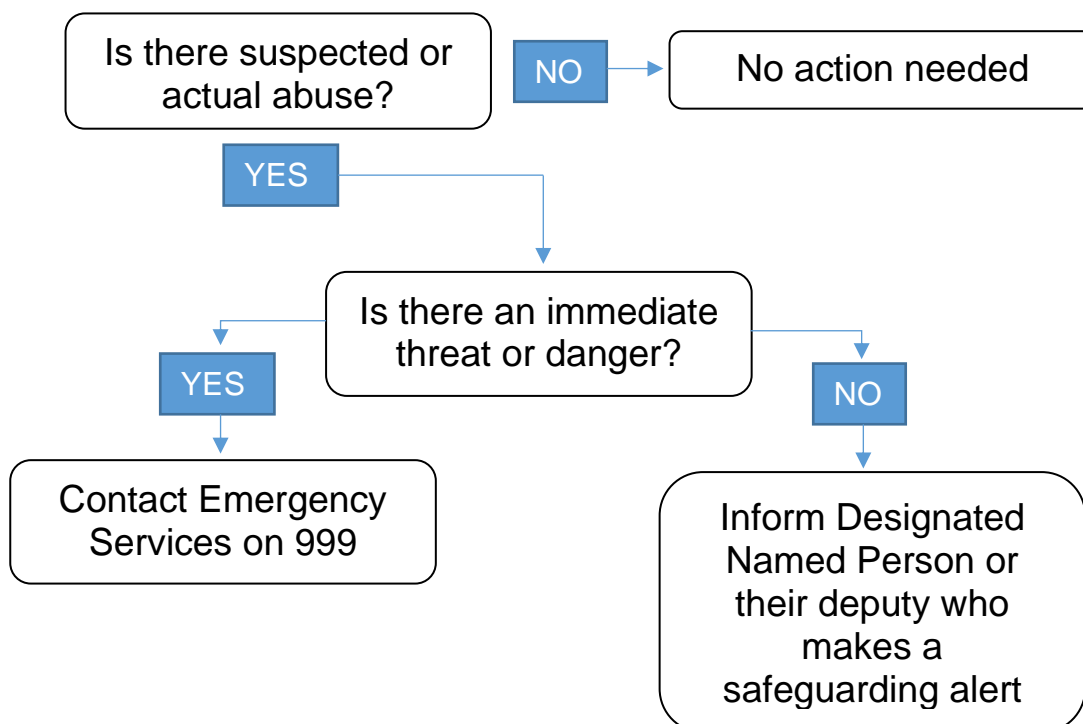 Is there suspected or
actual abuse?
NO
No action needed
YES
Is there an immediate
threat or danger?
YES
NO
Contact Emergency
Services on 999
Inform Designated
Named Person or
their deputy who
makes a
safeguarding alert